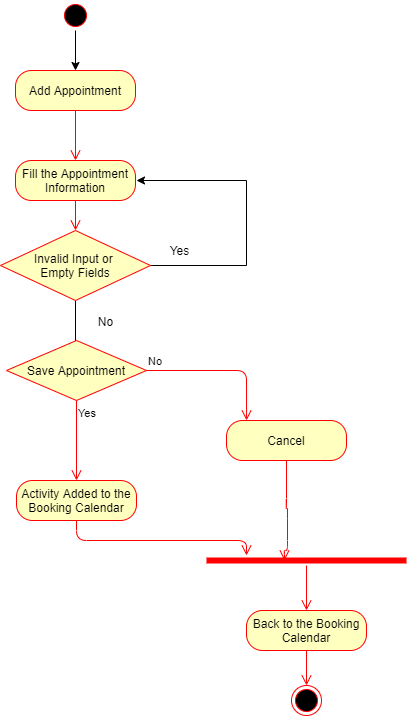 Add Appointment
Fill the Appointment
Information
Invalid Input or
Empty Fields
Yes
No
Save Appointment
No
Yes
Cancel
Activity Added to the
Booking Calendar
Back to the Booking
Calendar